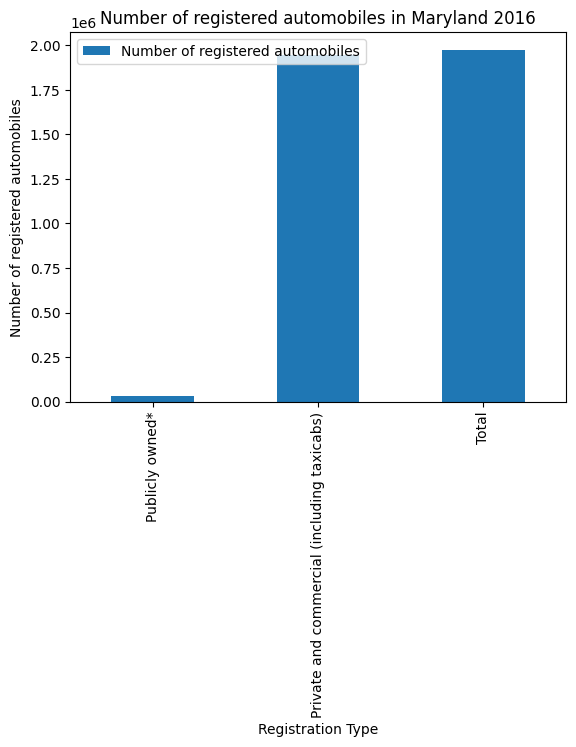 Number of registered automobiles in Maryland 2016
1e6
Number of registered automobiles
2.00
1.75
1.50
1.25
1.00
0.75
0.50
0.25
0.00
Number of registered automobiles
Publicly owned*
Private and commercial (including taxicabs)
Total
Registration Type